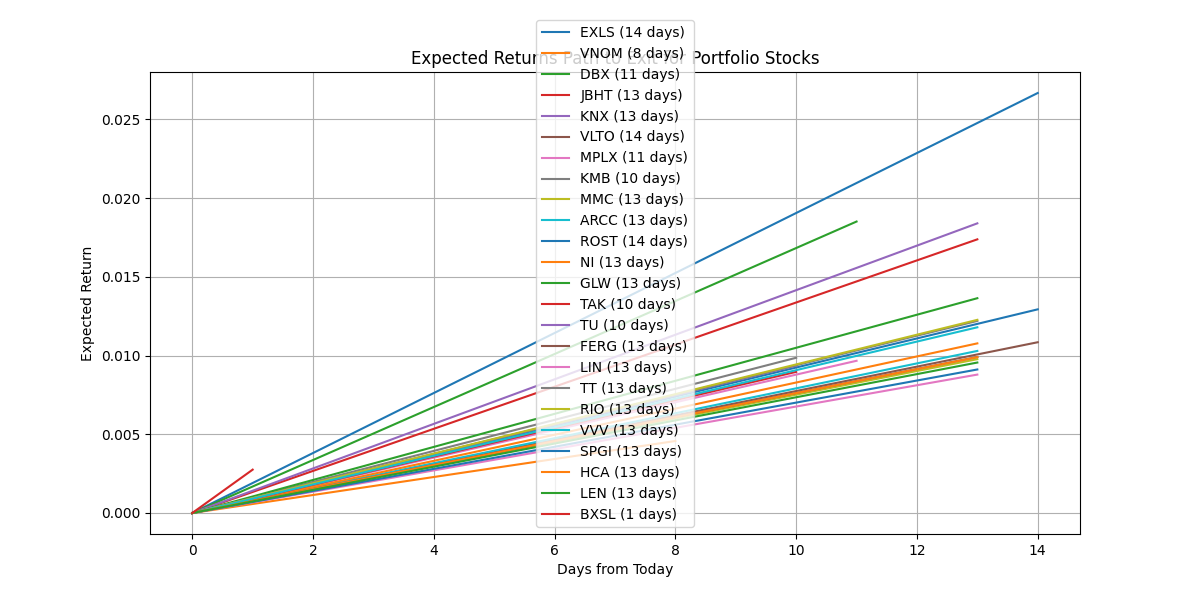 Expected Returns Path to Exit for Portfolio Stocks
EXLS (14 days)
VNOM (8 days)
DBX (11 days)
JBHT (13 days)
KNX (13 days)
VLTO (14 days)
MPLX (11 days)
KMB (10 days)
MMC (13 days)
ARCC (13 days)
ROST (14 days)
NI (13 days)
GLW (13 days)
TAK (10 days)
TU (10 days)
FERG (13 days)
LIN (13 days)
TT (13 days)
RIO (13 days)
VVV (13 days)
SPGI (13 days)
HCA (13 days)
LEN (13 days)
BXSL (1 days)
Expected Return
0.025
0.020
0.015
0.010
0.005
0.000
0 2 4 6 8 10 12 14
Days from Today